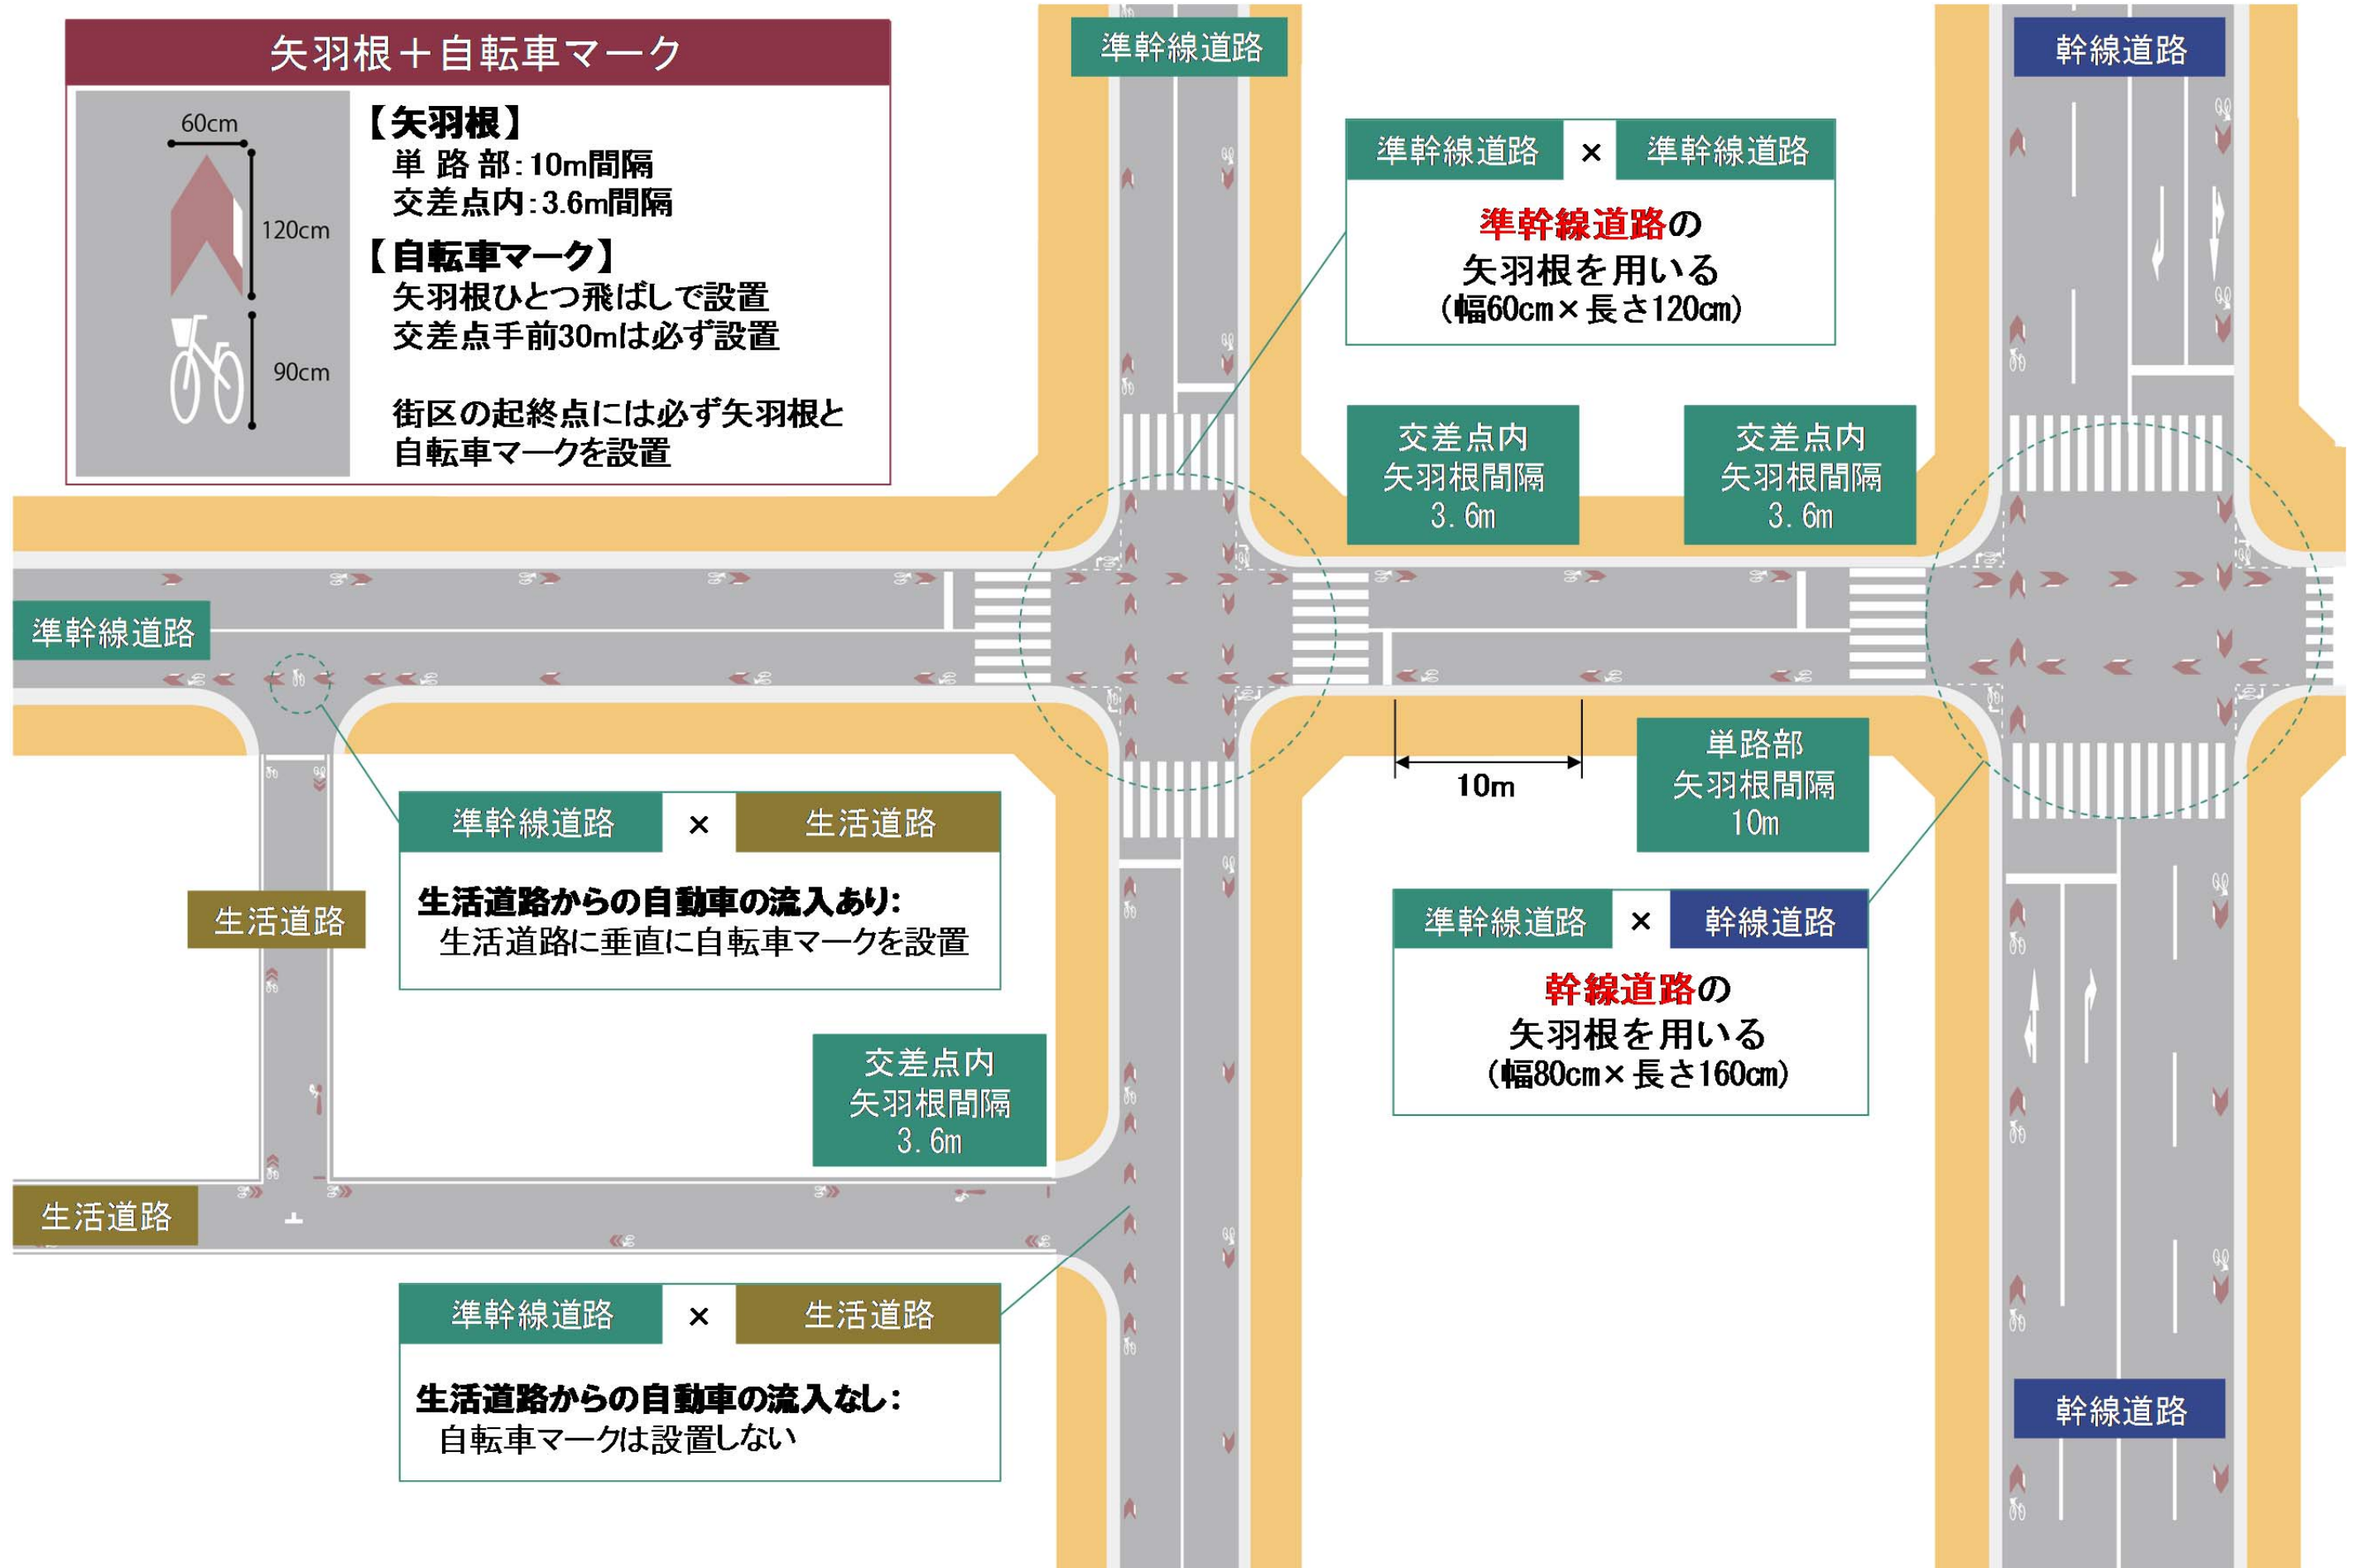 矢羽根＋自転車マーク
60cm
120cm
90cm
【矢羽根】
単 路 部：10m間隔
交差点内：3.6m間隔
【自転車マーク】
矢羽根ひとつ飛ばしで設置
交差点手前30mは必ず設置
街区の起終点には必ず矢羽根と
自転車マークを設置
準幹線道路
幹線道路
準幹線道路 × 準幹線道路
準幹線道路の
矢羽根を用いる
（幅60cm×長さ120cm）
交差点内
矢羽根間隔
3.6m
交差点内
矢羽根間隔
3.6m
準幹線道路
10m
単路部
矢羽根間隔
10m
準幹線道路 × 生活道路
生活道路からの自動車の流入あり：
生活道路に垂直に自転車マークを設置
生活道路
準幹線道路 × 幹線道路
幹線道路の
矢羽根を用いる
（幅80cm×長さ160cm）
交差点内
矢羽根間隔
3.6m
生活道路
準幹線道路 × 生活道路
生活道路からの自動車の流入なし：
自転車マークは設置しない
幹線道路